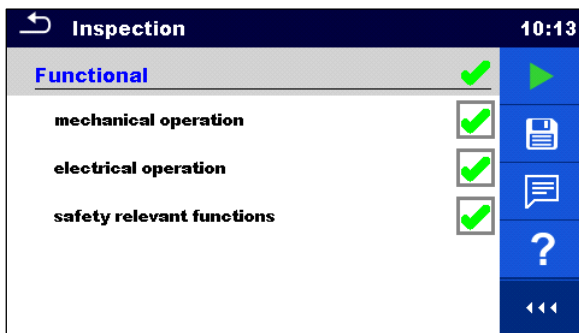 Inspection 10:13
Functional
mechanical operation
electrical operation
safety relevant functions
?